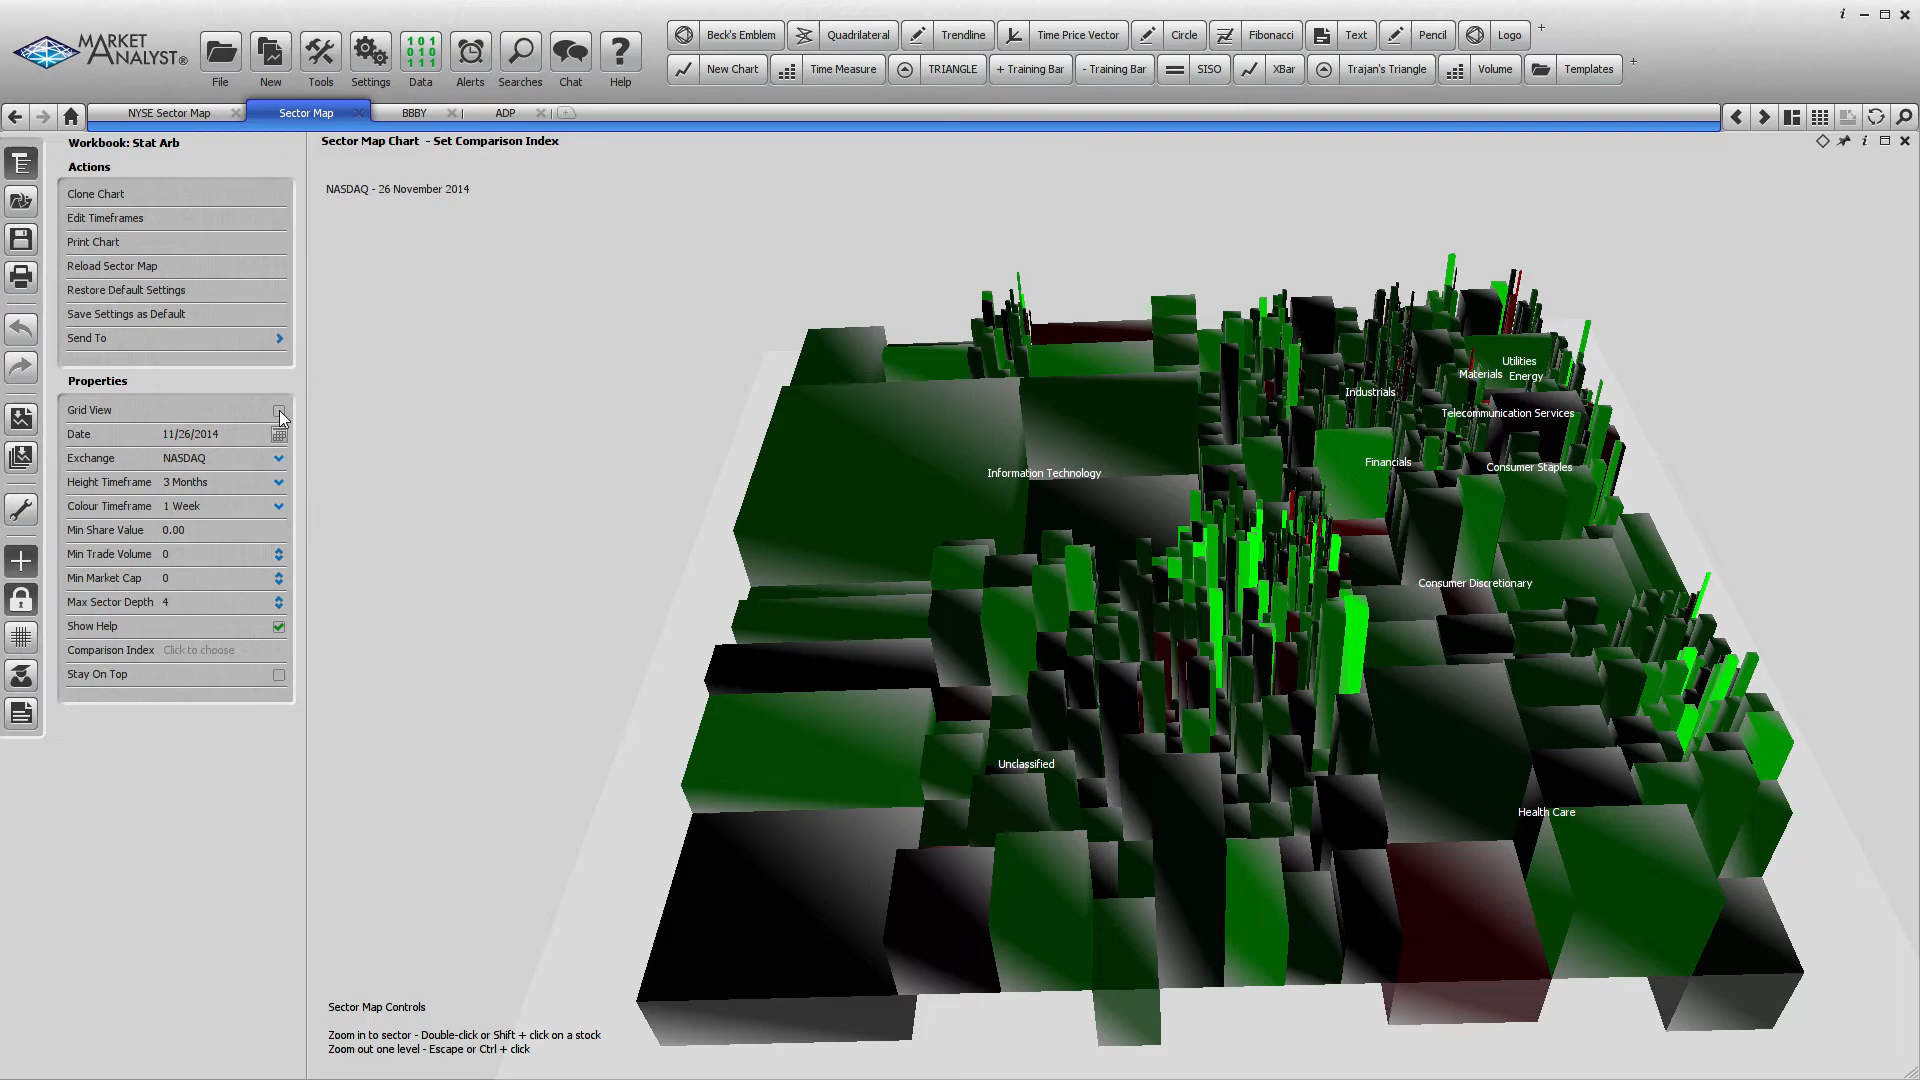 MARKET ANALYST®
File
New
Tools
Settings
Data
Alerts
Searches
Chat
Help
Beck's Emblem
Quadrilateral
Trendline
Time Price Vector
Circle
Fibonacci
Text
Pencil
Logo
New Chart
Time Measure
TRIANGLE
+ Training Bar
- Training Bar
SISO
XBar
Trajan's Triangle
Volume
Templates
NYSE Sector Map
Sector Map
BBBY
ADP
Workbook: Stat Arb
Actions
Clone Chart
Edit Timeframes
Print Chart
Reload Sector Map
Restore Default Settings
Save Settings as Default
Send To
Properties
Grid View
Date 11/26/2014
Exchange NASDAQ
Height Timeframe 3 Months
Colour Timeframe 1 Week
Min Share Value 0.00
Min Trade Volume 0
Min Market Cap 0
Max Sector Depth 4
Show Help
Comparison Index Click to choose
Stay On Top
Sector Map Chart - Set Comparison Index
NASDAQ - 26 November 2014
Utilities
Materials Energy
Industrials
Telecommunication Services
Financials
Consumer Staples
Information Technology
Consumer Discretionary
Unclassified
Health Care
Sector Map Controls
Zoom in to sector - Double-click or Shift + click on a stock
Zoom out one level - Escape or Ctrl + click